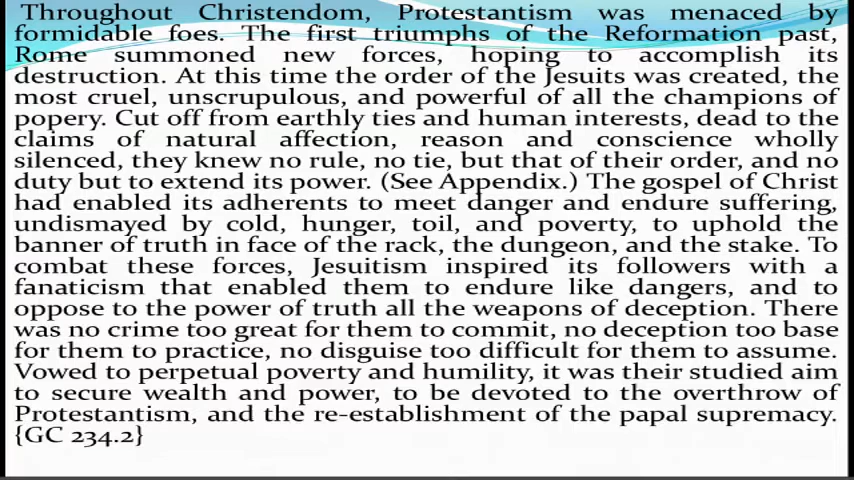 Throughout Christendom, Protestantism was menaced by
formidable foes. The first triumphs of the Reformation past,
Rome summoned new forces, hoping to accomplish its
destruction. At this time the order of the Jesuits was created, the
most cruel, unscrupulous, and powerful of all the champions of
popery. Cut off from earthly ties and human interests, dead to the
claims of natural affection, reason and conscience wholly
silenced, they knew no rule, no tie, but that of their order, and no
duty but to extend its power. (See Appendix.) The gospel of Christ
had enabled its adherents to meet danger and endure suffering,
undismayed by cold, hunger, toil, and poverty, to uphold the
banner of truth in face of the rack, the dungeon, and the stake. To
combat these forces, Jesuitism inspired its followers with a
fanaticism that enabled them to endure like dangers, and to
oppose to the power of truth all the weapons of deception. There
was no crime too great for them to commit, no deception too base
for them to practice, no disguise too difficult for them to assume.
Vowed to perpetual poverty and humility, it was their studied aim
to secure wealth and power, to be devoted to the overthrow of
Protestantism, and the re-establishment of the papal supremacy.
{GC 234.2}